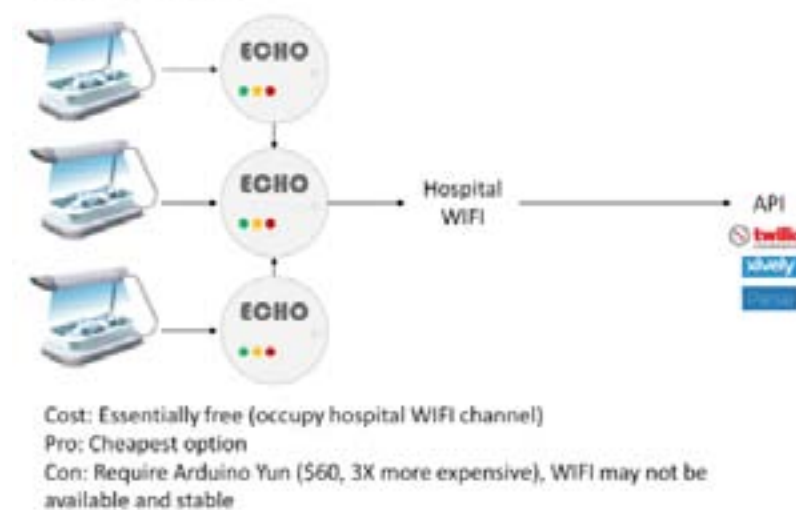 ECHO
ECHO
Hospital
WIFI
API
twilio
xively
ECHO
Cost: Essentially free (occupy hospital WIFI channel)
Pro: Cheapest option
Con: Require Arduino Yun ($60, 3X more expensive), WIFI may not be
available and stable